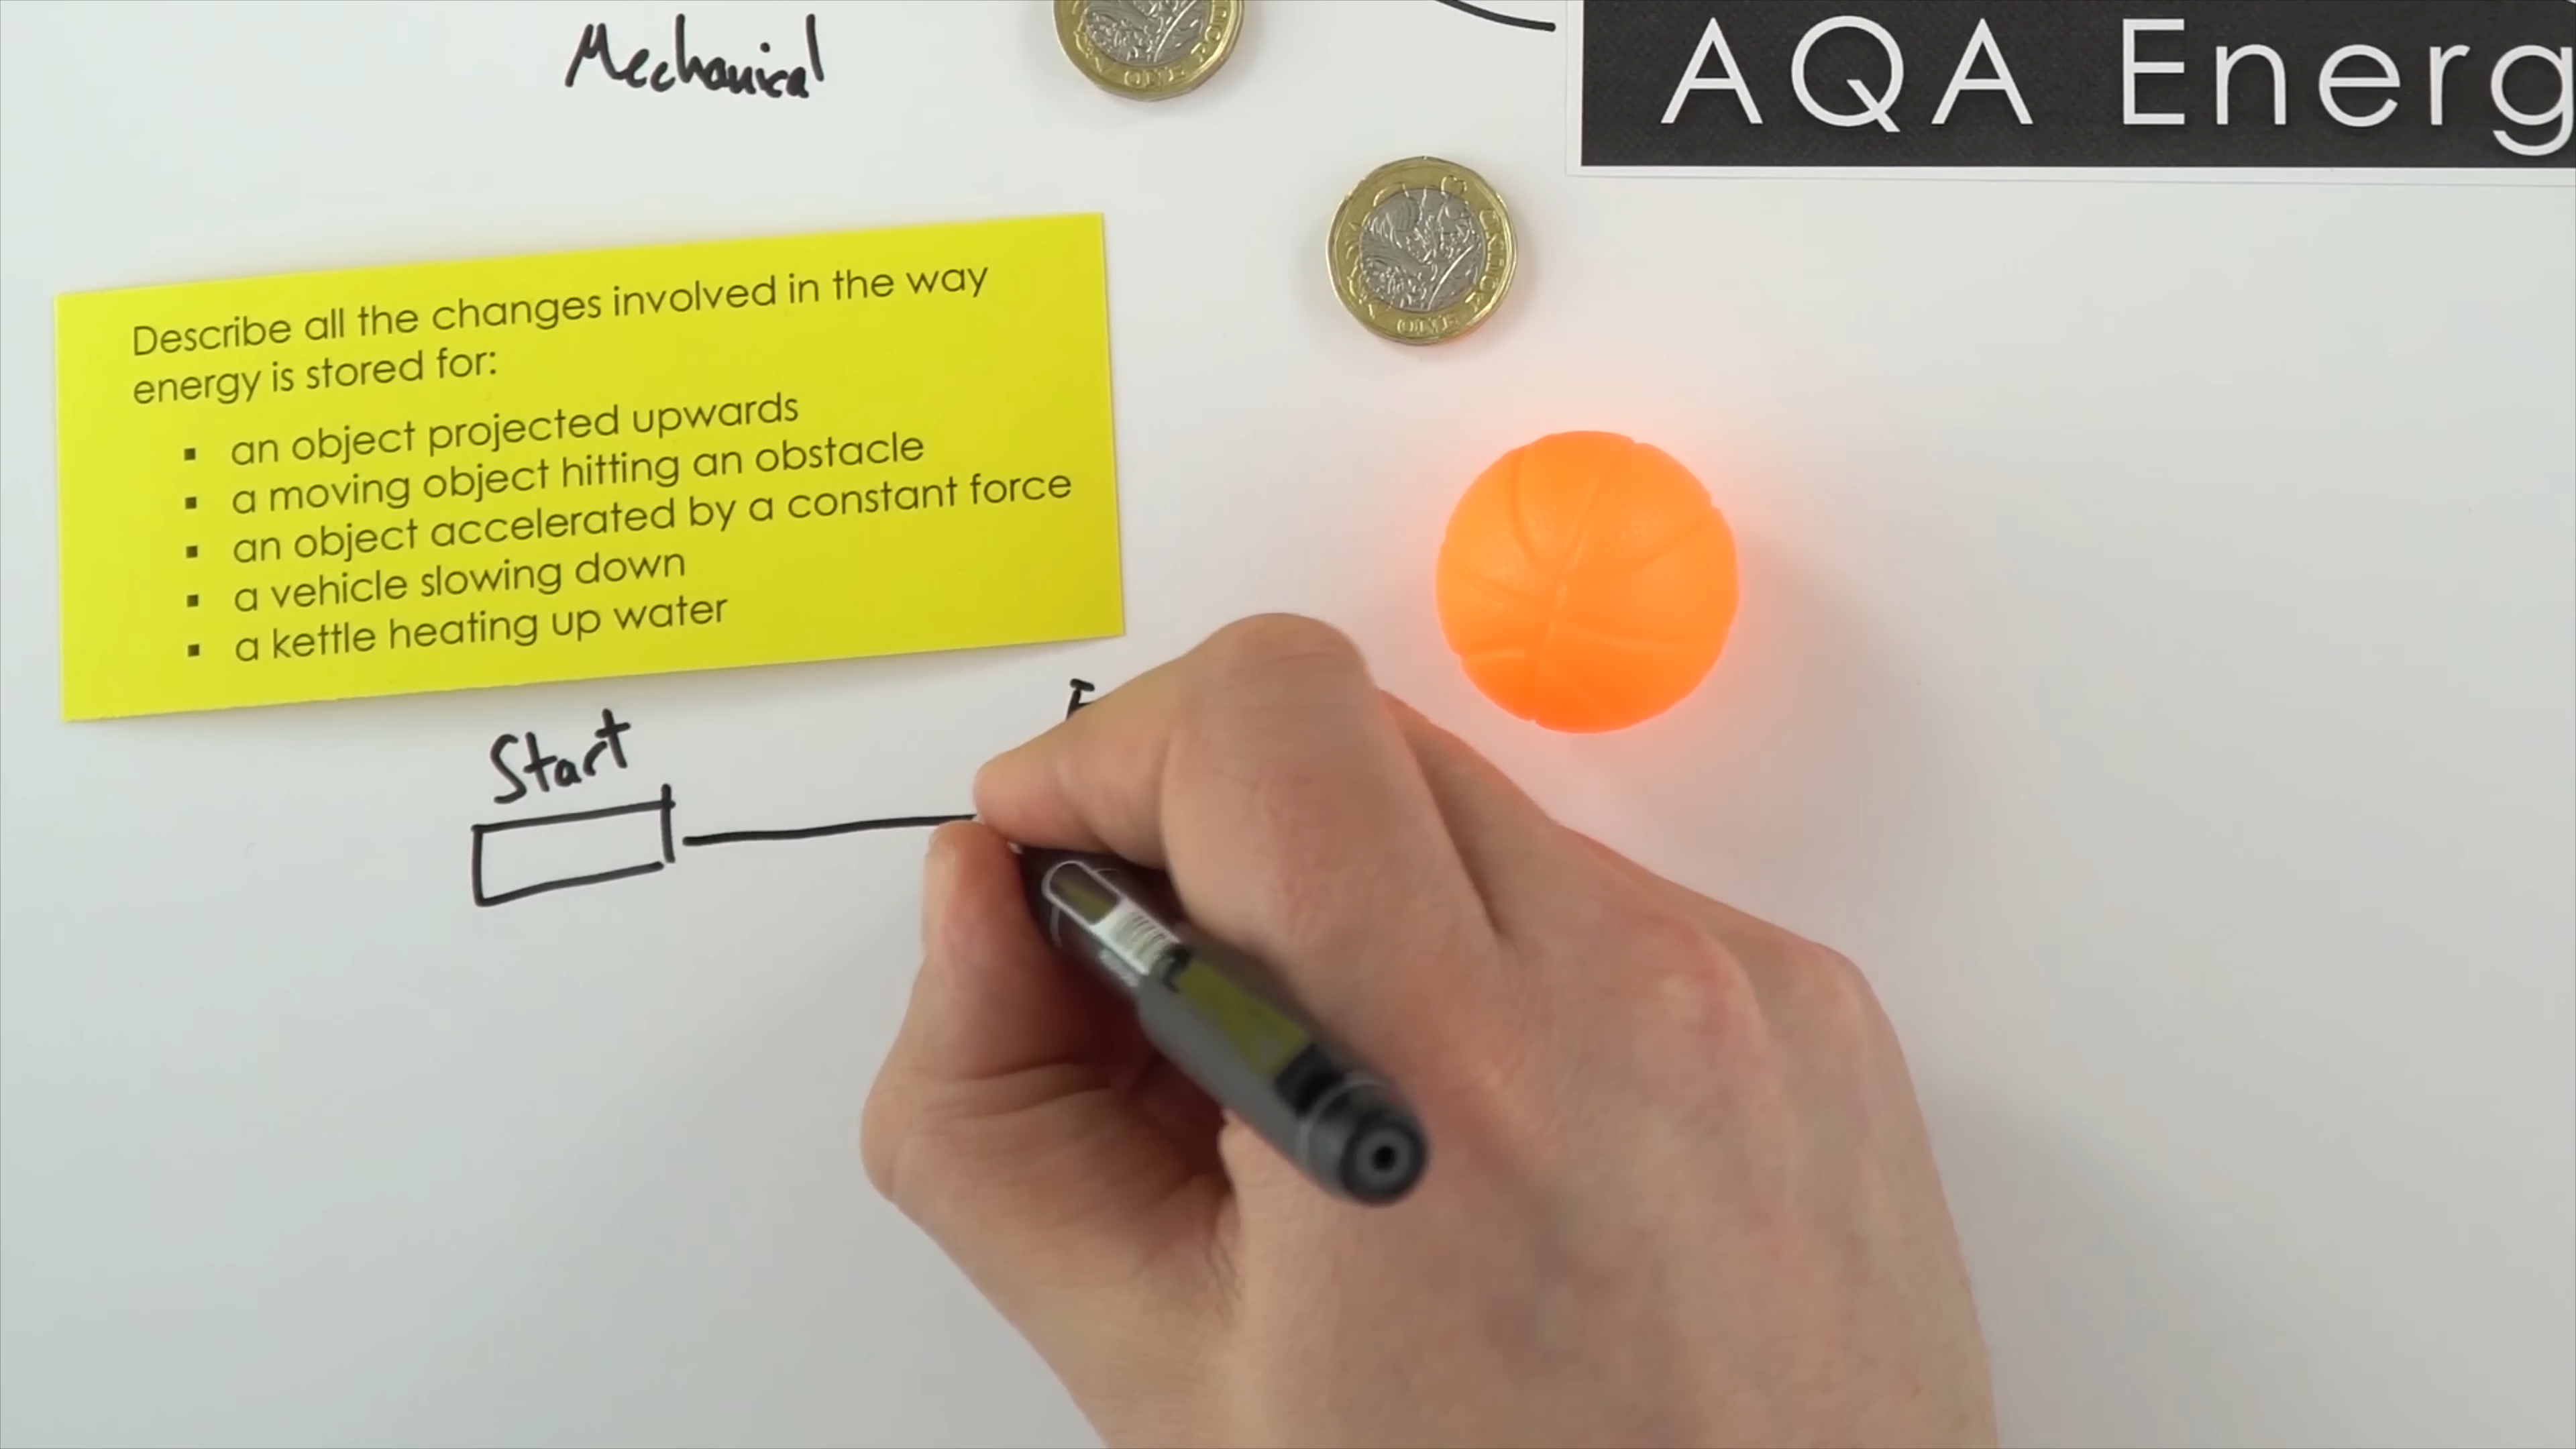 Mechanical
AQA Energ
ONE
ONE
Describe all the changes involved in the way
energy is stored for:
▪ an object projected upwards
▪ a moving object hitting an obstacle
▪ an object accelerated by a constant force
▪ a vehicle slowing down
▪ a kettle heating up water
Start